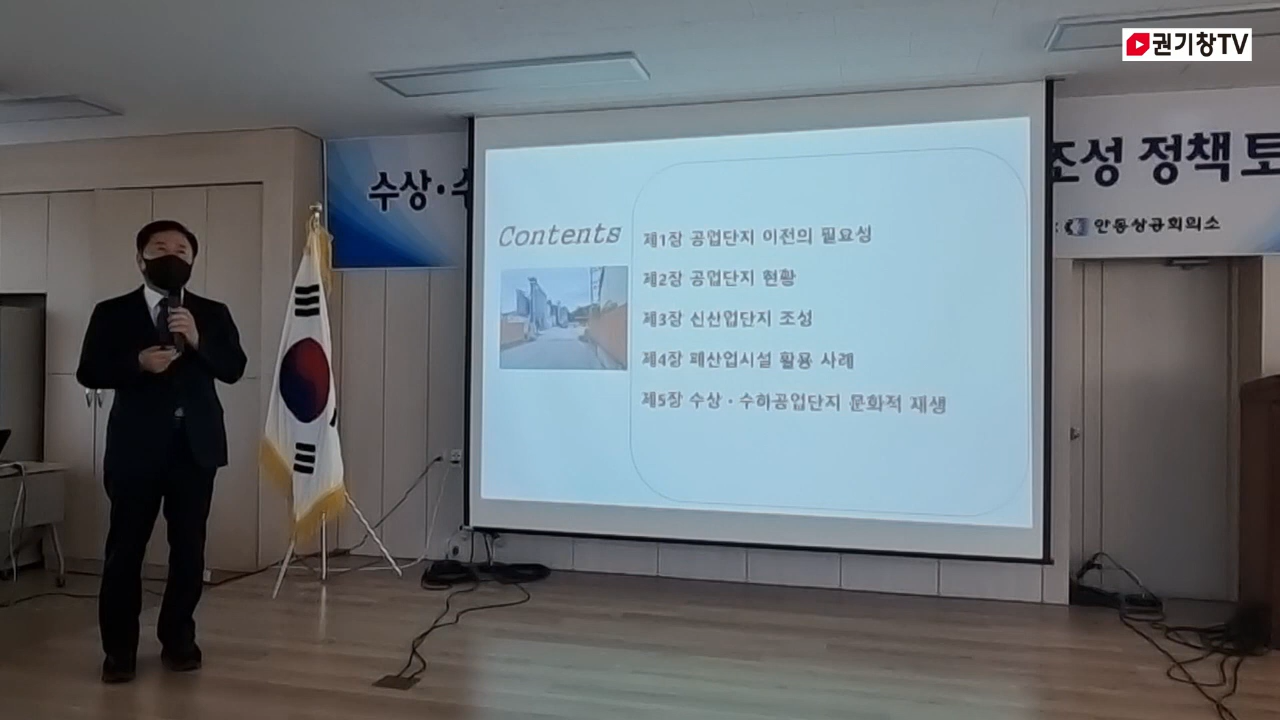 권기창TV
수상·수
조성 정책 토
안동상공회의소
Contents
제1장 공업단지 이전의 필요성
제2장 공업단지 현황
제3장 신산업단지 조성
제4장 폐산업시설 활용 사례
제5장 수상·수하공업단지 문화적 재생